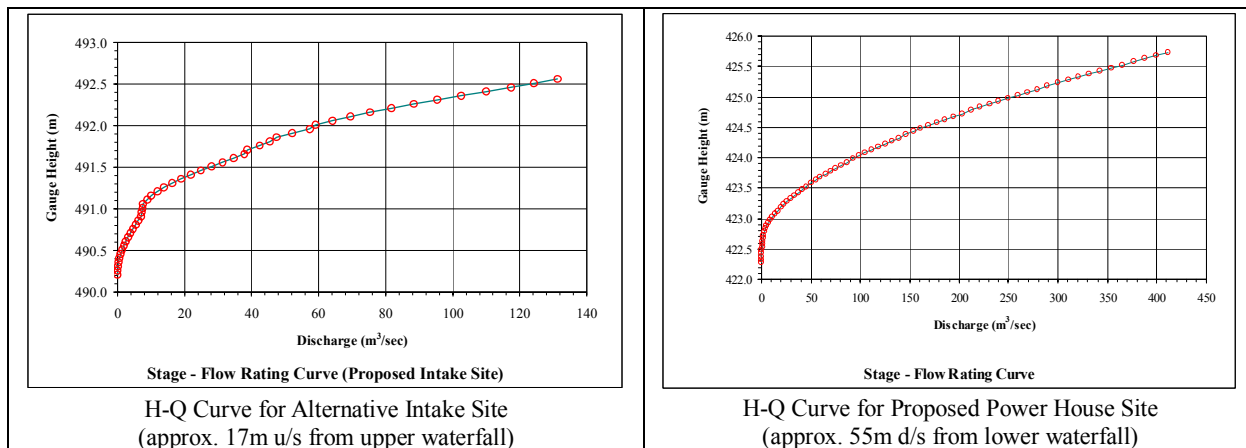 493.0
492.5
492.0
491.5
491.0
490.5
490.0
Gauge Height (m)
0 20 40 60 80 100 120 140
Discharge (m³/sec)
Stage - Flow Rating Curve (Proposed Intake Site)
H-Q Curve for Alternative Intake Site
(approx. 17m u/s from upper waterfall)
426.0
425.5
425.0
424.5
424.0
423.5
423.0
422.5
422.0
Gauge Height (m)
0 50 100 150 200 250 300 350 400 450
Discharge (m³/sec)
Stage - Flow Rating Curve
H-Q Curve for Proposed Power House Site
(approx. 55m d/s from lower waterfall)